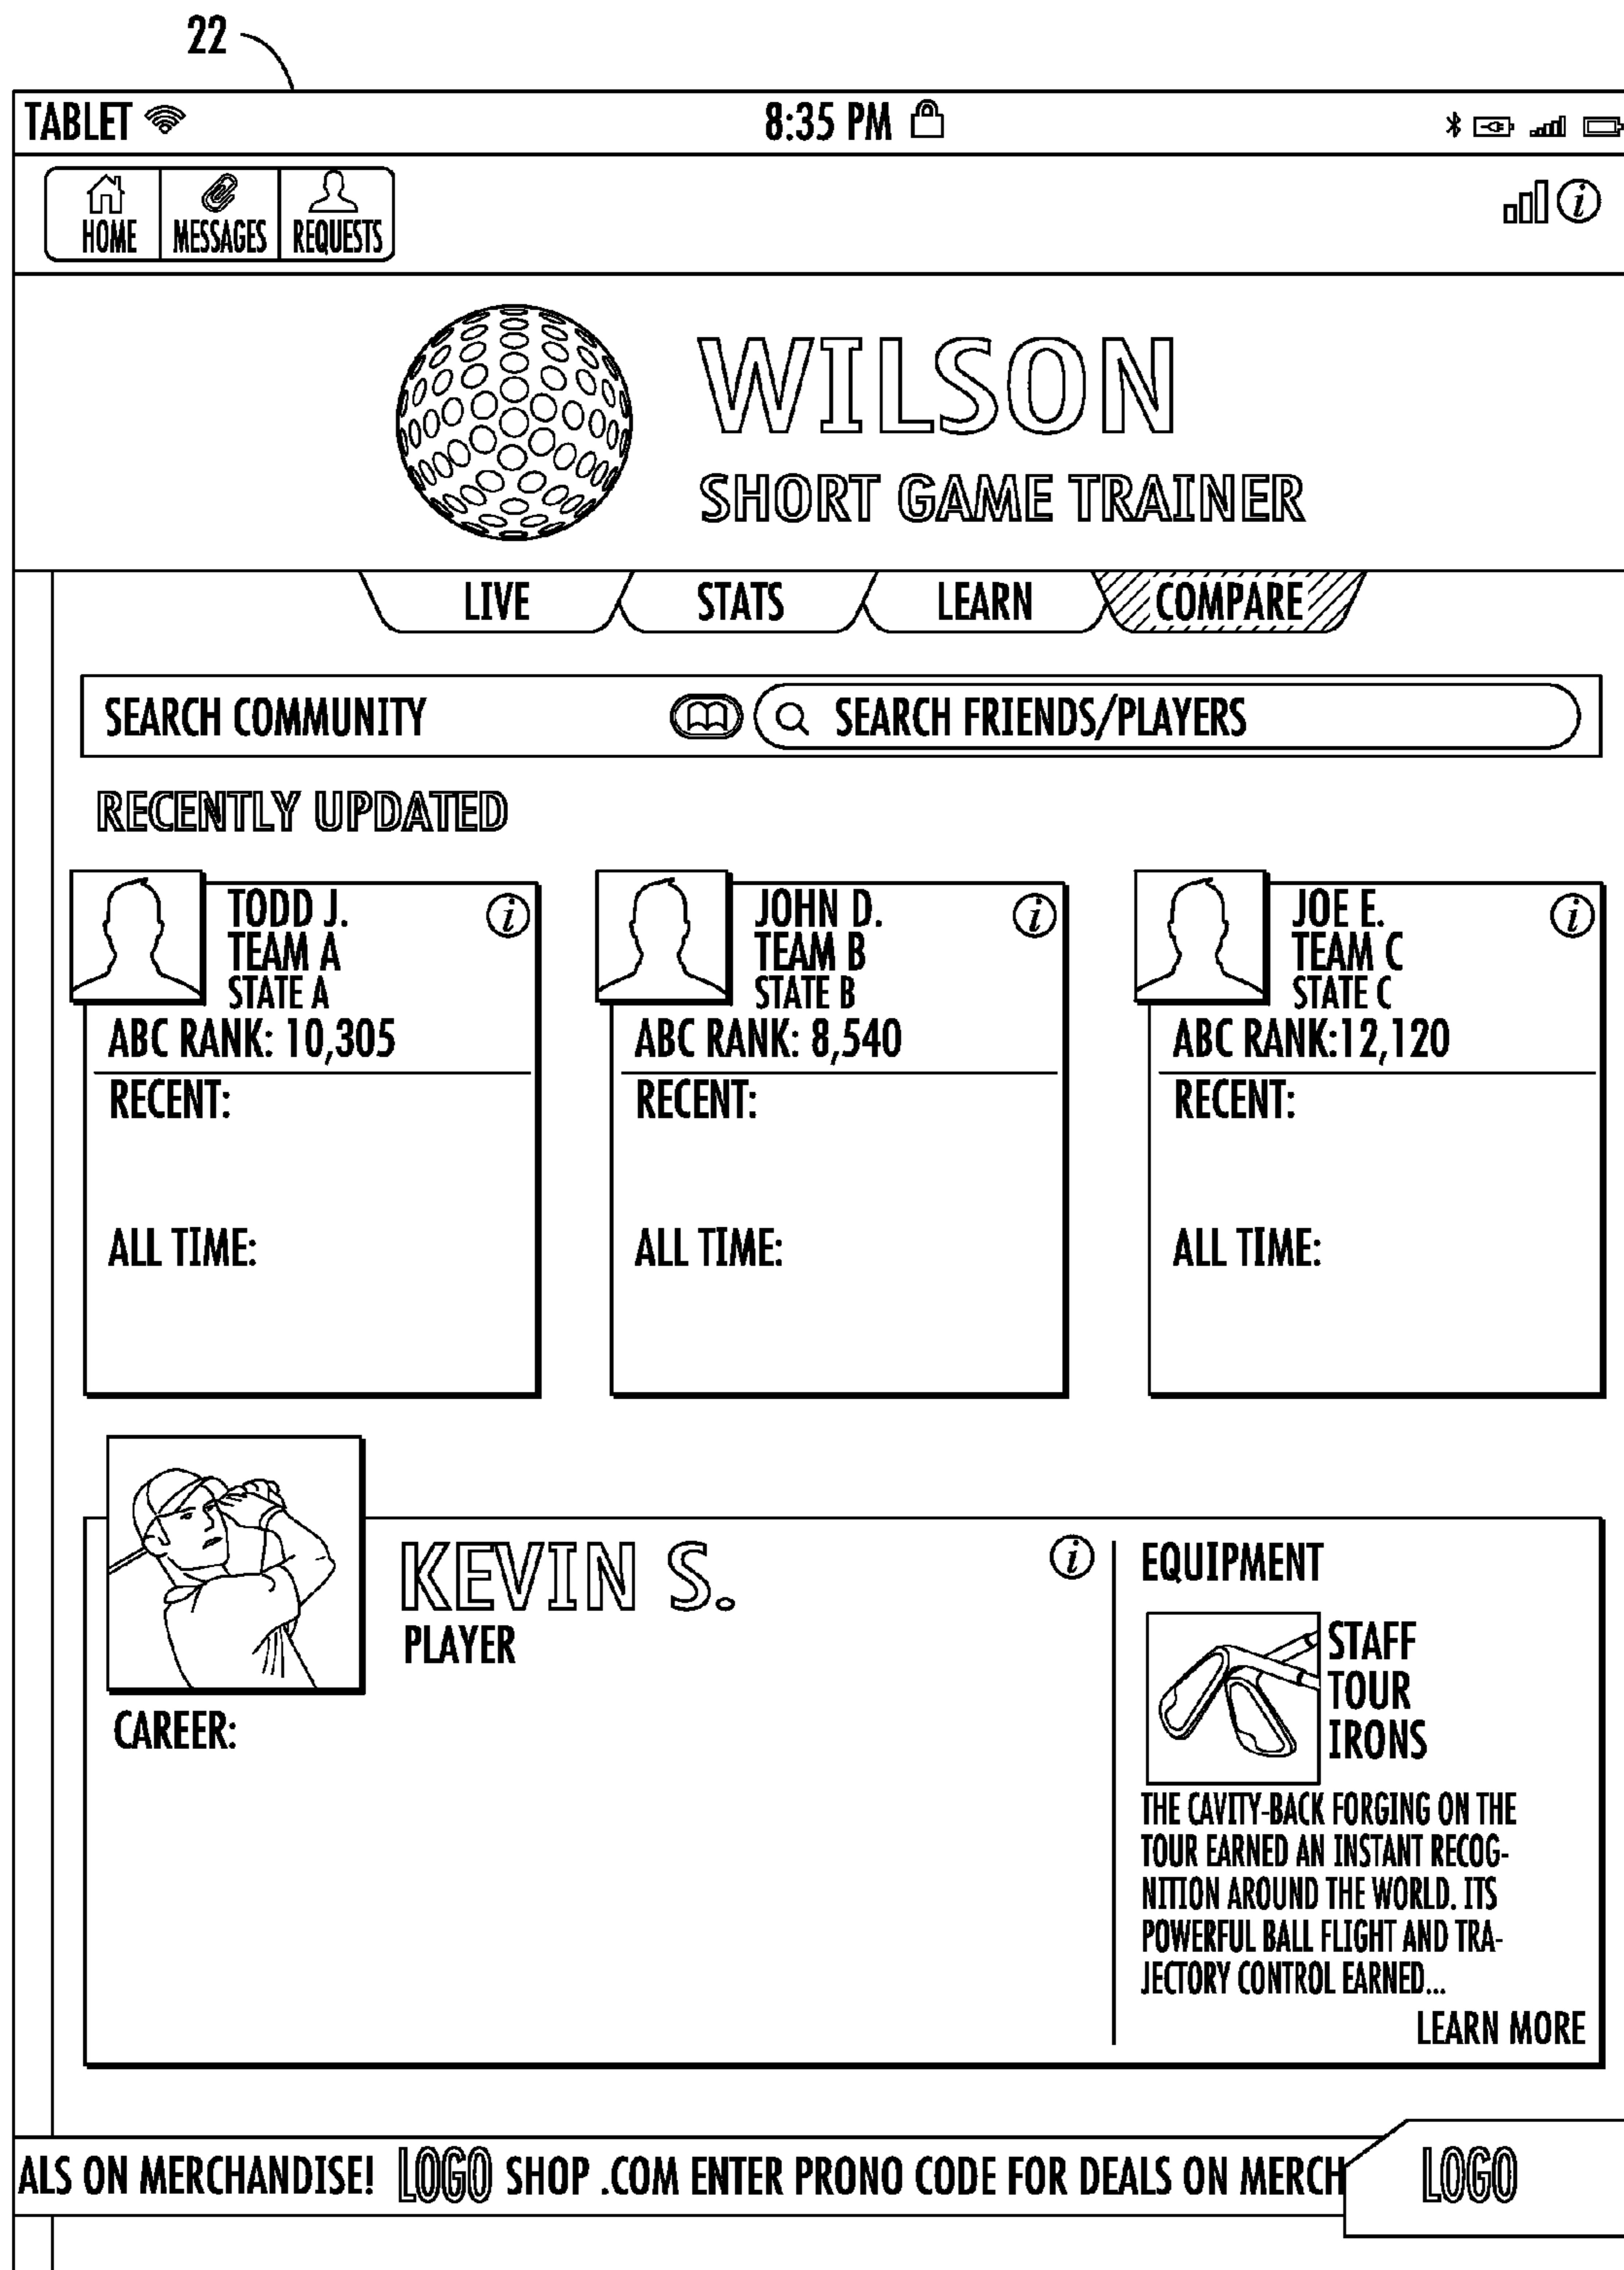 22
TABLET 8:35 PM
HOME MESSAGES REQUESTS
i
WILSON
SHORT GAME TRAINER
LIVE STATS LEARN COMPARE
SEARCH COMMUNITY SEARCH FRIENDS/PLAYERS
RECENTLY UPDATED
TODD J. i
TEAM A
STATE A
ABC RANK: 10,305
RECENT:
ALL TIME:
JOHN D. i
TEAM B
STATE B
ABC RANK: 8,540
RECENT:
ALL TIME:
JOE E. i
TEAM C
STATE C
ABC RANK:12,120
RECENT:
ALL TIME:
KEVIN S. i
PLAYER
CAREER:
EQUIPMENT
STAFF
TOUR
IRONS
THE CAVITY-BACK FORGING ON THE
TOUR EARNED AN INSTANT RECOG-
NITION AROUND THE WORLD. ITS
POWERFUL BALL FLIGHT AND TRA-
JECTORY CONTROL EARNED...
LEARN MORE
ALS ON MERCHANDISE! LOGO SHOP .COM ENTER PRONO CODE FOR DEALS ON MERCH LOGO